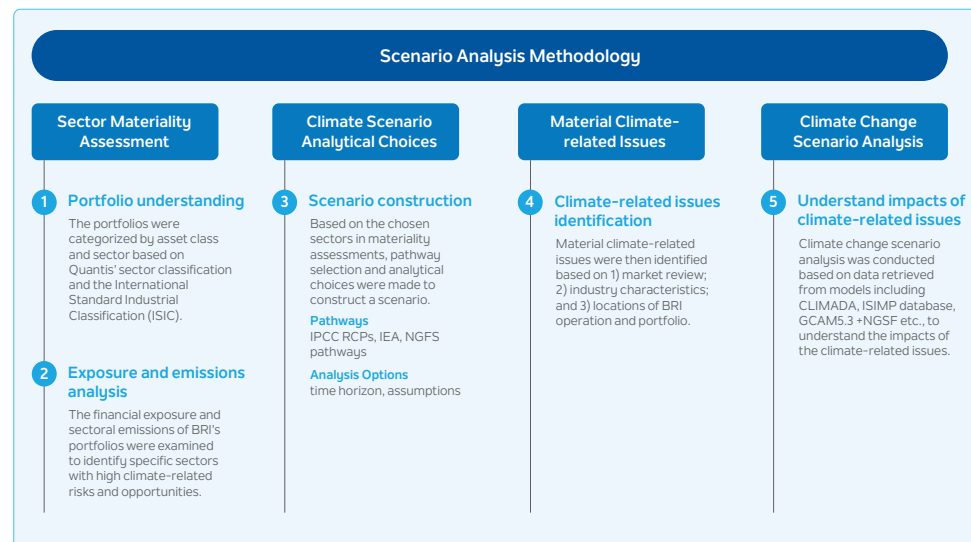 Scenario Analysis Methodology
Sector Materiality
Assessment
1 Portfolio understanding
The portfolios were
categorized by asset class
and sector based on
Quantis' sector classification
and the International
Standard Industrial
Classification (ISIC).
2 Exposure and emissions
analysis
The financial exposure and
sectoral emissions of BRI's
portfolios were examined
to identify specific sectors
with high climate-related
risks and opportunities.
Climate Scenario
Analytical Choices
3 Scenario construction
Based on the chosen
sectors in materiality
assessments, pathway
selection and analytical
choices were made to
construct a scenario.
Pathways
IPCC RCPs, IEA, NGFS
pathways
Analysis Options
time horizon, assumptions
Material Climate-
related Issues
4 Climate-related issues
identification
Material climate-related
issues were then identified
based on 1) market review;
2) industry characteristics;
and 3) locations of BRI
operation and portfolio.
Climate Change
Scenario Analysis
5 Understand impacts of
climate-related issues
Climate change scenario
analysis was conducted
based on data retrieved
from models including
CLIMADA, ISIMP database,
GCAM5.3 +NGSF etc., to
understand the impacts of
the climate-related issues.